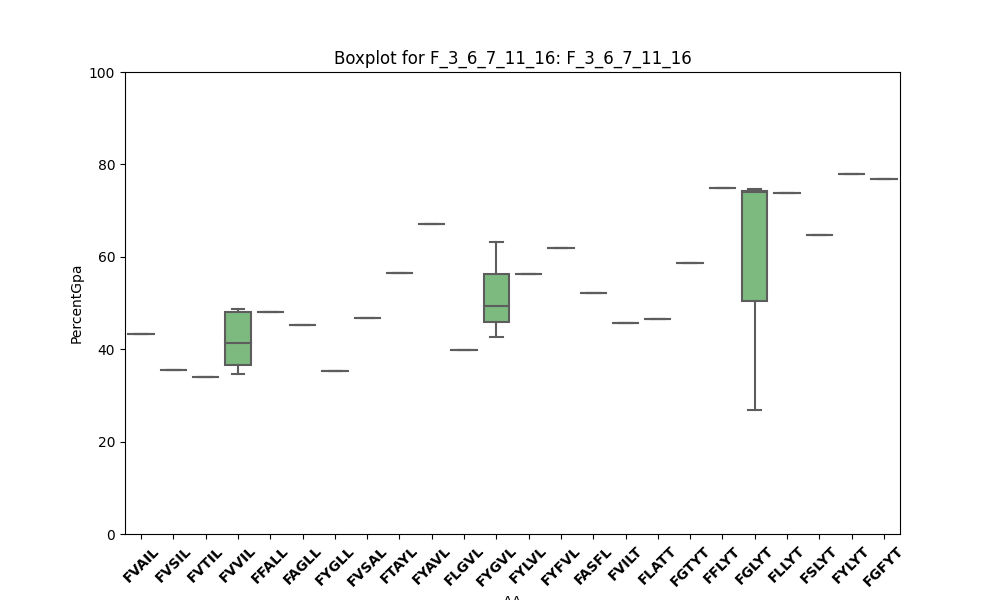 Boxplot for F_3_6_7_11_16: F_3_6_7_11_16
100
80
60
40
20
0
PercentGpa
FVAIL
FVSIL
FVTIL
FVVIL
FFALL
FAGLL
FYGLL
FVSAL
FTAYL
FYAVL
FLGVL
FYGVL
FYLVL
FYFVL
FASFL
FVILT
FLATT
FGTYT
FFLYT
FGLYT
FLLYT
FSLYT
FYLYT
FGFYT
AA